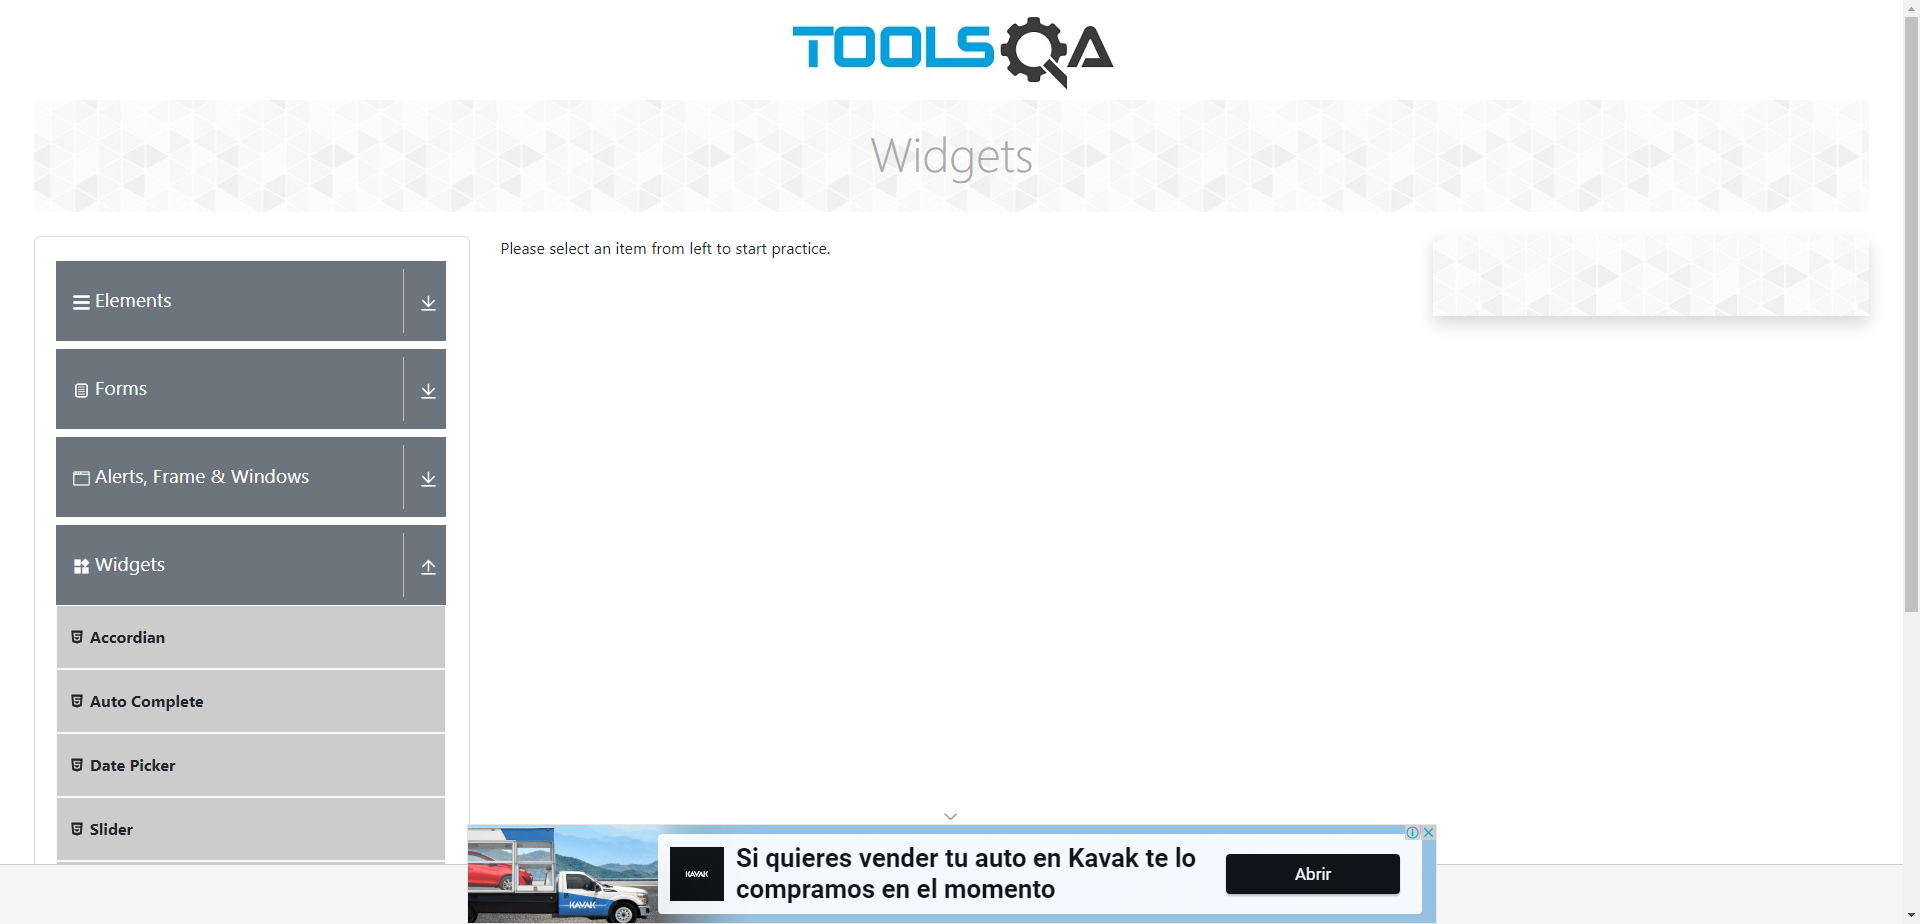 TOOLSQA
Widgets
Please select an item from left to start practice.
Elements
Forms
Alerts, Frame & Windows
Widgets
Accordian
Auto Complete
Date Picker
Slider
KAVAK
KAVAK
Si quieres vender tu auto en Kavak te lo
compramos en el momento
Abrir